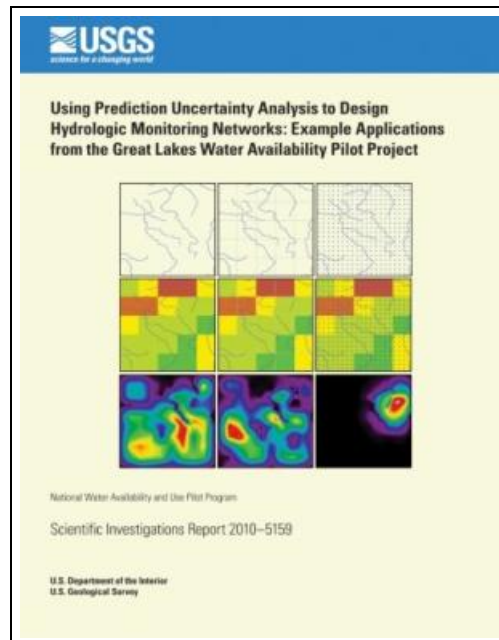 USGS
science for a changing world
Using Prediction Uncertainty Analysis to Design
Hydrologic Monitoring Networks: Example Applications
from the Great Lakes Water Availability Pilot Project
National Water Availability and Use Pilot Program
Scientific Investigations Report 2010–5159
U.S. Department of the Interior
U.S. Geological Survey